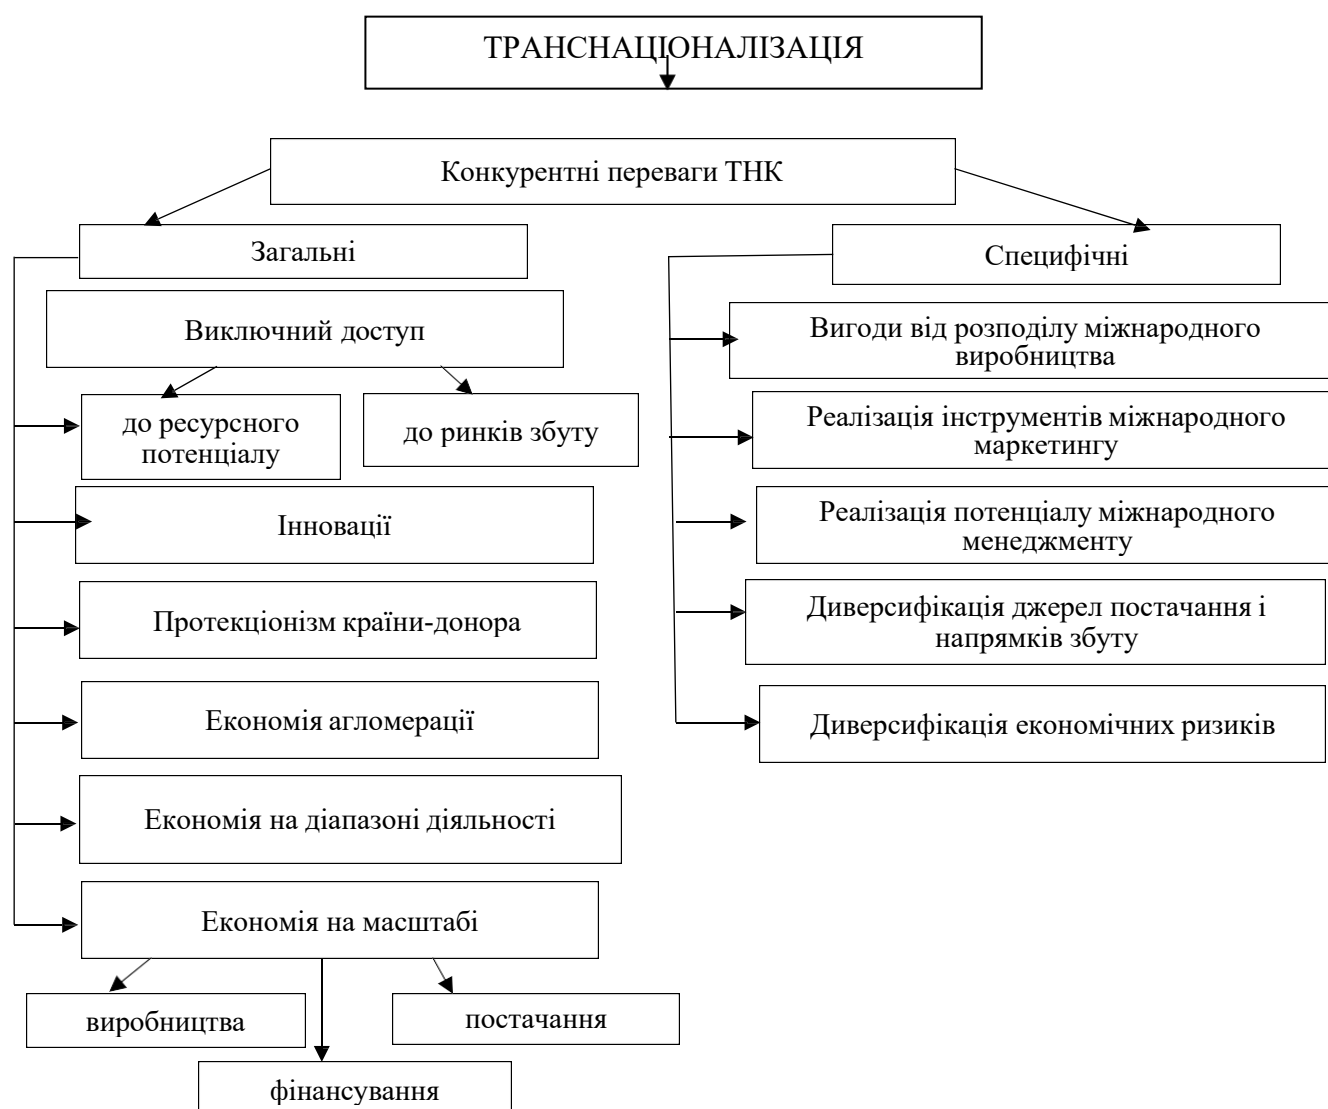 ТРАНСНАЦІОНАЛІЗАЦІЯ
Конкурентні переваги ТНК
Загальні
Виключний доступ
до ресурсного
потенціалу
до ринків збуту
Інновації
Протекціонізм країни-донора
Економія агломерації
Економія на діапазоні діяльності
Економія на масштабі
виробництва
постачання
фінансування
Специфічні
Вигоди від розподілу міжнародного
виробництва
Реалізація інструментів міжнародного
маркетингу
Реалізація потенціалу міжнародного
менеджменту
Диверсифікація джерел постачання і
напрямків збуту
Диверсифікація економічних ризиків